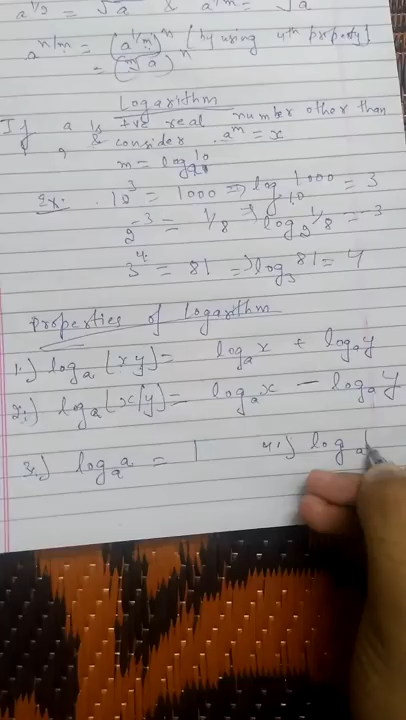 a^{1/2} = √a & a^{1/m} = ᵐ√a
a^{n/m} = (a^{1/m})^n [by using 4th property]
= (ᵐ√a)^n
Logarithm
If a is +ve real number other than
& consider a^m = x
m = log
Ex: 10^3 = 1000 ⇒ log_10 1000 = 3
2^{-3} = 1/8 ⇒ log_2 1/8 = -3
3^4 = 81 ⇒ log_3 81 = 4
Properties of Logarithm
1.) log_a (xy) = log_a x + log_a y
2.) log_a (x/y) = log_a x - log_a y
3.) log_a a = 1 4.) log_a